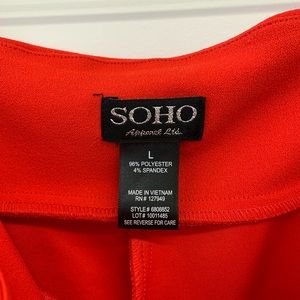 SOHO
Apparel Ltd.
L
96% POLYESTER
4% SPANDEX
MADE IN VIETNAM
RN# 127949
STYLE# 6808652
LOT# 10011485
SEE REVERSE FOR CARE